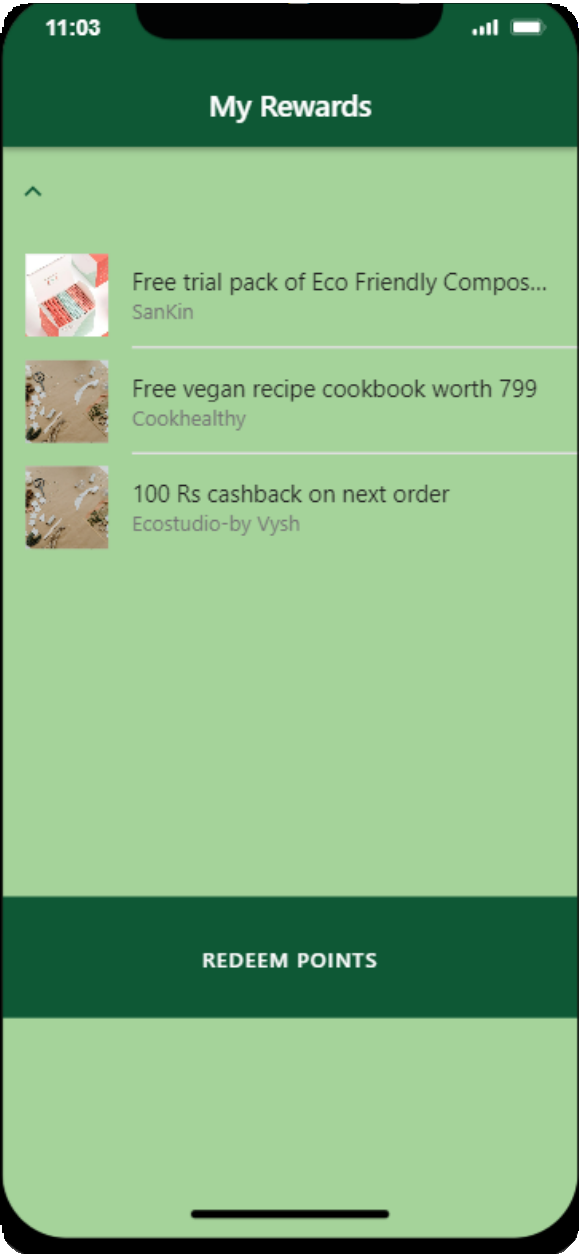 11:03
My Rewards
Free trial pack of Eco Friendly Compos...
SanKin
Free vegan recipe cookbook worth 799
Cookhealthy
100 Rs cashback on next order
Ecostudio-by Vysh
REDEEM POINTS